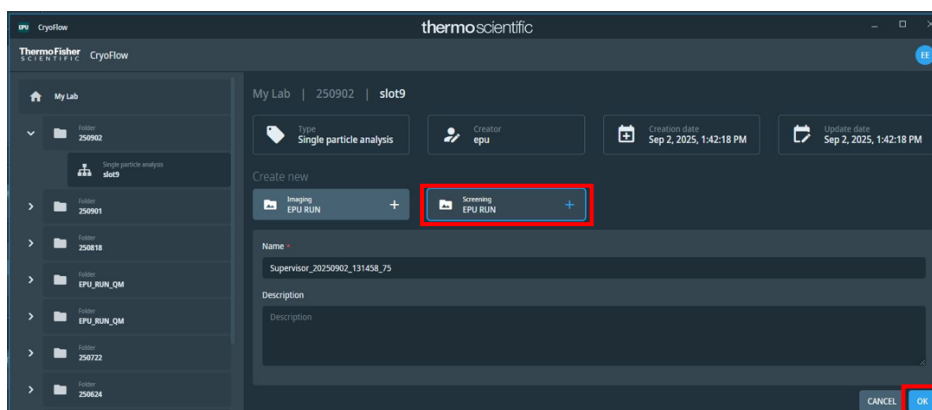 EPU CryoFlow
thermo scientific
ThermoFisher
SCIENTIFIC
CryoFlow
EE
My Lab
Folder
250902
Single particle analysis
slot9
Folder
250901
Folder
250818
Folder
EPU_RUN_QM
Folder
EPU_RUN_QM
Folder
250722
Folder
250624
My Lab | 250902 | slot9
Type
Single particle analysis
Creator
epu
Creation date
Sep 2, 2025, 1:42:18 PM
Update date
Sep 2, 2025, 1:42:18 PM
Create new
Imaging
EPU RUN
+
Screening
EPU RUN
+
Name *
Supervisor_20250902_131458_75
Description
Description
CANCEL
OK